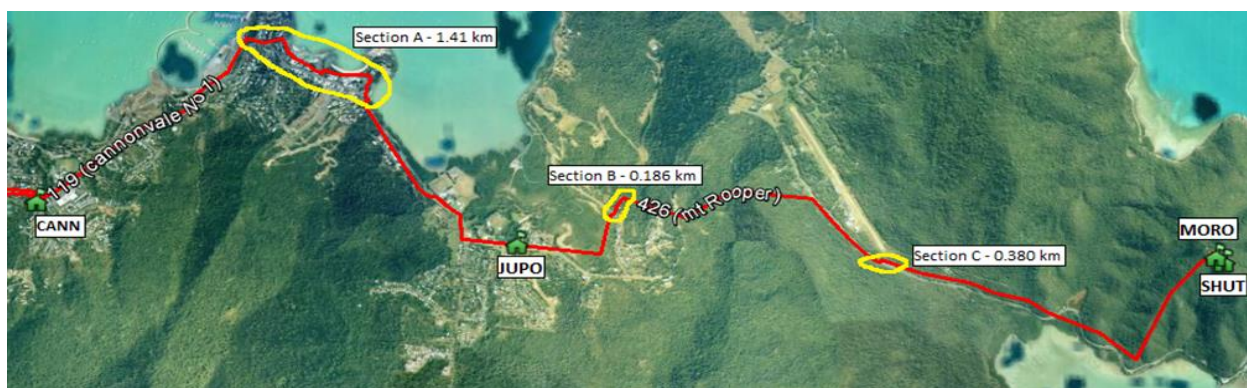 Section A - 1.41 km
119 (cannonvale No 1)
Section B - 0.186 km
CANN
426 (mt Rooper)
MORO
JUPO
Section C - 0.380 km
SHUT